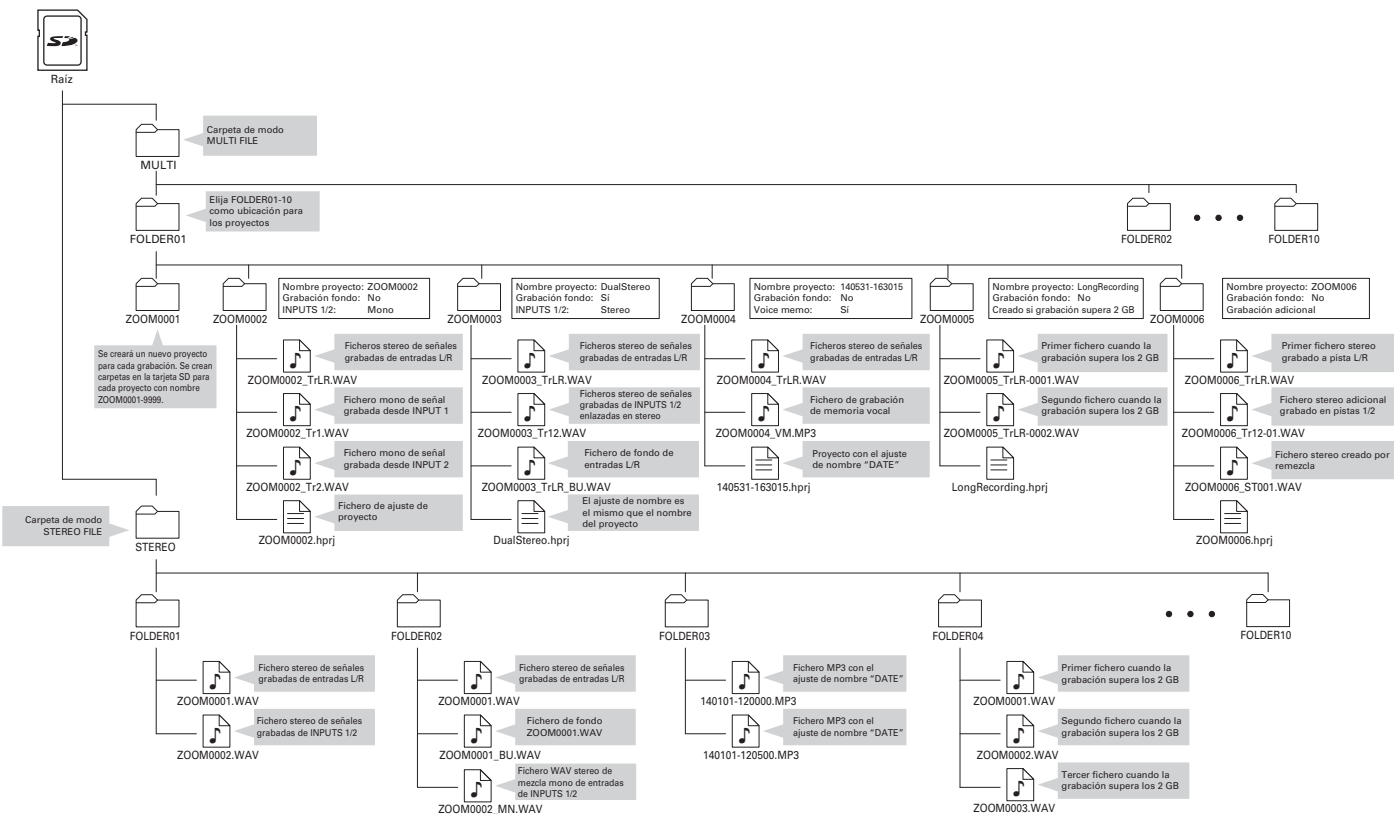 SD
Raíz
Carpeta de modo
MULTI FILE
MULTI
Elija FOLDER01-10
como ubicación para
los proyectos
FOLDER01
FOLDER02
• • •
FOLDER10
ZOOM0001
Se creará un nuevo proyecto
para cada grabación. Se crean
carpetas en la tarjeta SD para
cada proyecto con nombre
ZOOM0001-9999.
ZOOM0002
Nombre proyecto: ZOOM0002
Grabación fondo: No
INPUTS 1/2: Mono
Ficheros stereo de señales
grabadas de entradas L/R
ZOOM0002_TrLR.WAV
Fichero mono de señal
grabada desde INPUT 1
ZOOM0002_Tr1.WAV
Fichero mono de señal
grabada desde INPUT 2
ZOOM0002_Tr2.WAV
Fichero de ajuste de
proyecto
ZOOM0002.hprj
ZOOM0003
Nombre proyecto: DualStereo
Grabación fondo: Sí
INPUTS 1/2: Stereo
Ficheros stereo de señales
grabadas de entradas L/R
ZOOM0003_TrLR.WAV
Ficheros stereo de señales
grabadas de INPUTS 1/2
enlazadas en stereo
ZOOM0003_Tr12.WAV
Fichero de fondo de
entradas L/R
ZOOM0003_TrLR_BU.WAV
El ajuste de nombre es
el mismo que el nombre
del proyecto
DualStereo.hprj
ZOOM0004
Nombre proyecto: 140531-163015
Grabación fondo: No
Voice memo: Sí
Ficheros stereo de señales
grabadas de entradas L/R
ZOOM0004_TrLR.WAV
Fichero de grabación
de memoria vocal
ZOOM0004_VM.MP3
Proyecto con el ajuste
de nombre “DATE”
140531-163015.hprj
ZOOM0005
Nombre proyecto: LongRecording
Grabación fondo: No
Creado si grabación supera 2 GB
Primer fichero cuando la
grabación supera los 2 GB
ZOOM0005_TrLR-0001.WAV
Segundo fichero cuando la
grabación supera los 2 GB
ZOOM0005_TrLR-0002.WAV
LongRecording.hprj
ZOOM0006
Nombre proyecto: ZOOM006
Grabación fondo: No
Grabación adicional
Primer fichero stereo
grabado a pista L/R
ZOOM0006_TrLR.WAV
Fichero stereo adicional
grabado en pistas 1/2
ZOOM0006_Tr12-01.WAV
Fichero stereo creado por
remezcla
ZOOM0006_ST001.WAV
ZOOM0006.hprj
Carpeta de modo
STEREO FILE
STEREO
FOLDER01
Fichero stereo de señales
grabadas de entradas L/R
ZOOM0001.WAV
Fichero stereo de señales
grabadas de INPUTS 1/2
ZOOM0002.WAV
FOLDER02
Fichero stereo de señales
grabadas de entradas L/R
ZOOM0001.WAV
Fichero de fondo
ZOOM0001.WAV
ZOOM0001_BU.WAV
Fichero WAV stereo de
mezcla mono de entradas
de INPUTS 1/2
ZOOM0002_MN.WAV
FOLDER03
Fichero MP3 con el
ajuste de nombre “DATE”
140101-120000.MP3
Fichero MP3 con el
ajuste de nombre “DATE”
140101-120500.MP3
FOLDER04
Primer fichero cuando la
grabación supera los 2 GB
ZOOM0001.WAV
Segundo fichero cuando la
grabación supera los 2 GB
ZOOM0002.WAV
Tercer fichero cuando la
grabación supera los 2 GB
ZOOM0003.WAV
• • •
FOLDER10